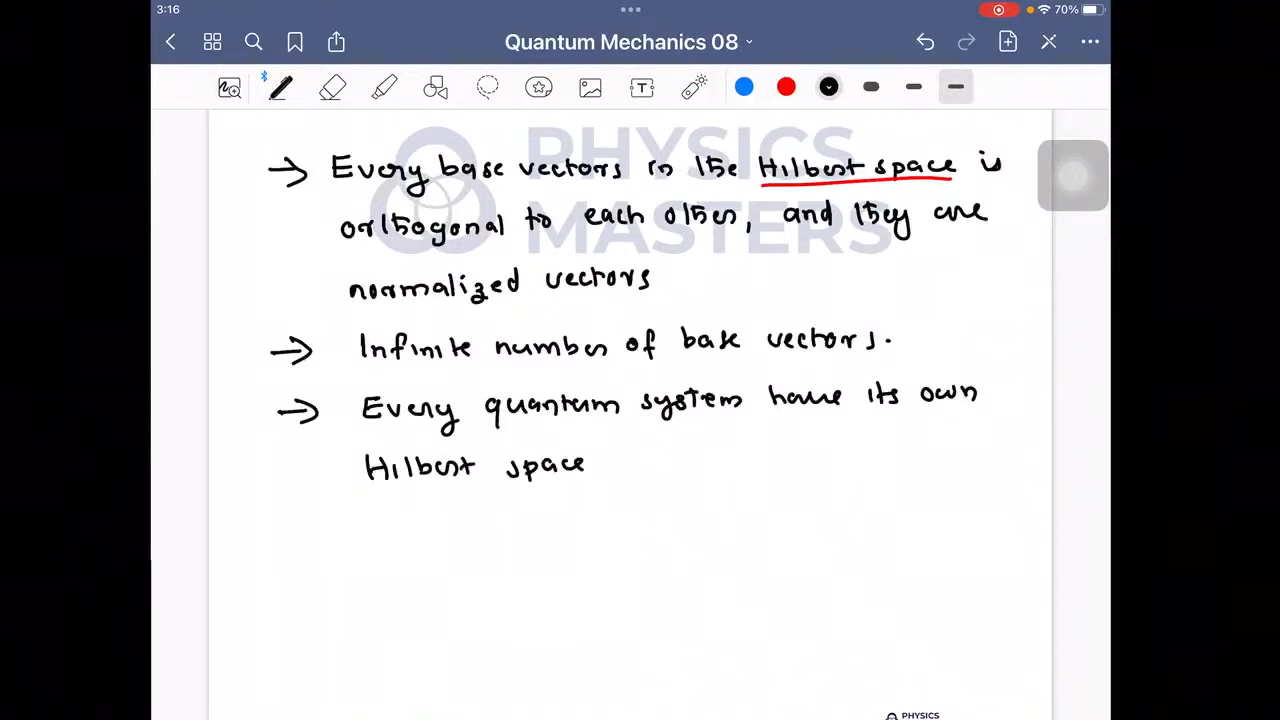 3:16
70%
Quantum Mechanics 08
PHYSICS
MASTERS
→ Every base vectors in the Hilbert space is
orthogonal to each other, and they are
normalized vectors
→ Infinite number of base vectors.
→ Every quantum system have its own
Hilbert space
PHYSICS